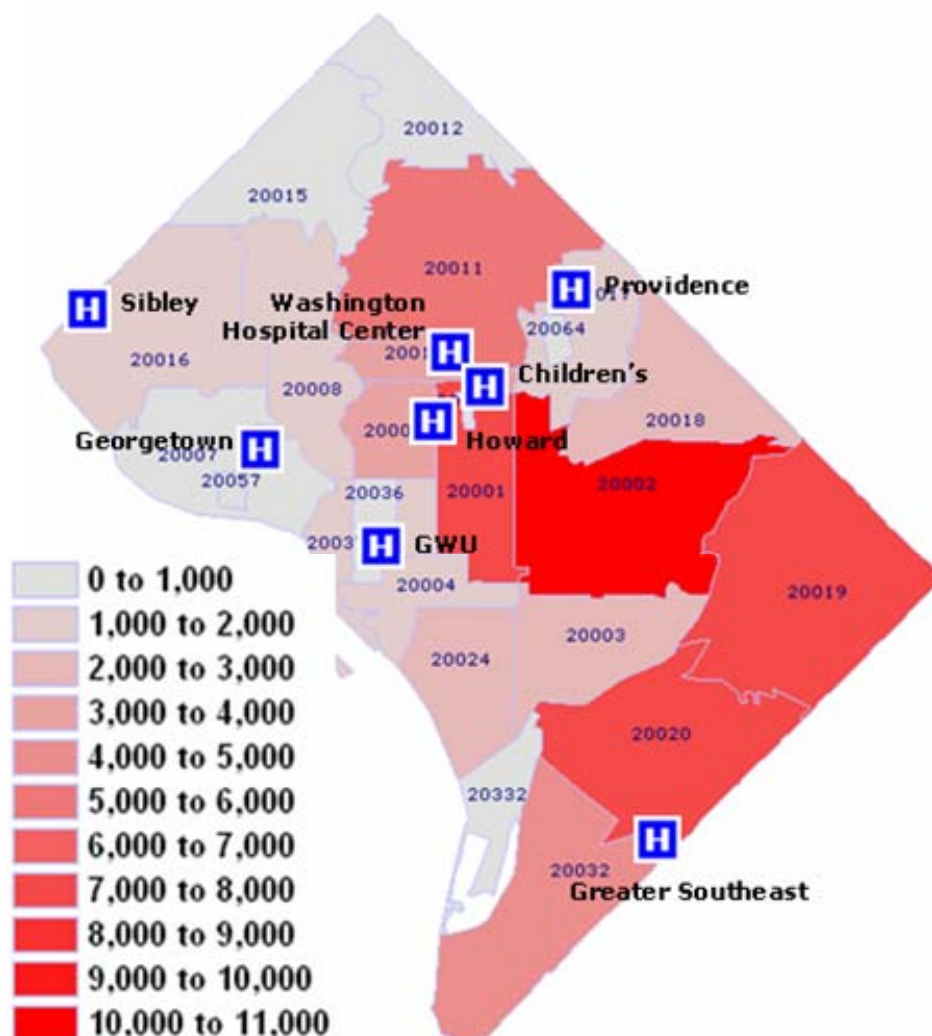 20012
20015
20011
H Providence
H Sibley
Washington
Hospital Center
H
20064
20016
20008
H Children's
20018
Georgetown
H
H
Howard
20007
20057
20036
20001
20002
H GWU
20004
20019
20003
20024
20020
20332
H
20032
Greater Southeast
0 to 1,000
1,000 to 2,000
2,000 to 3,000
3,000 to 4,000
4,000 to 5,000
5,000 to 6,000
6,000 to 7,000
7,000 to 8,000
8,000 to 9,000
9,000 to 10,000
10,000 to 11,000